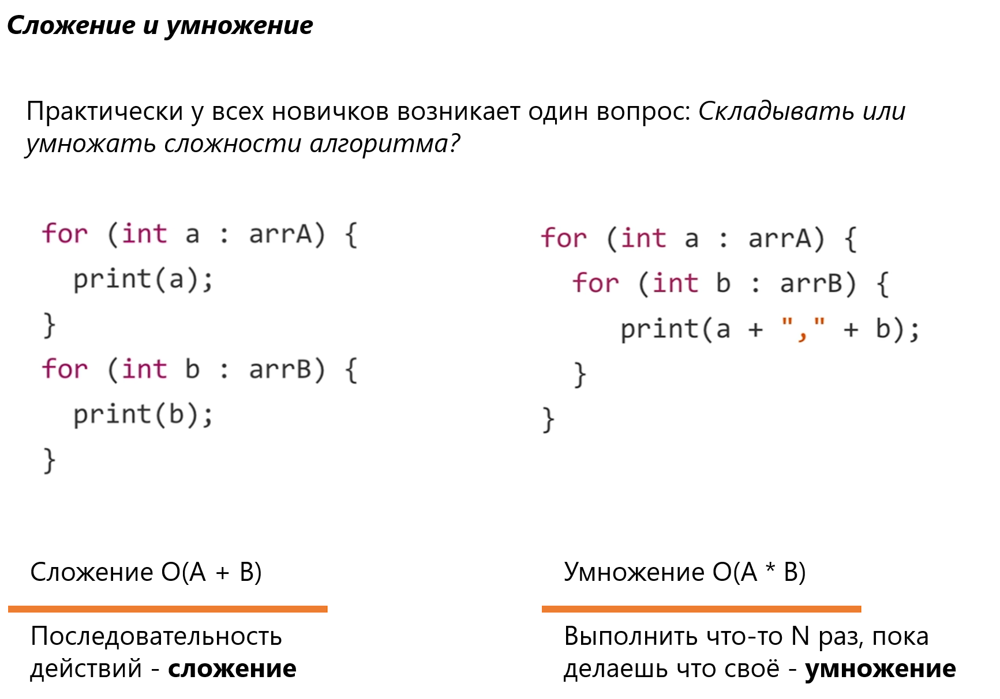 Сложение и умножение
Практически у всех новичков возникает один вопрос: Складывать или
умножать сложности алгоритма?
for (int a : arrA) {
  print(a);
}
for (int b : arrB) {
  print(b);
}
for (int a : arrA) {
  for (int b : arrB) {
     print(a + "," + b);
  }
}
Сложение O(A + B)
Последовательность
действий - сложение
Умножение O(A * B)
Выполнить что-то N раз, пока
делаешь что своё - умножение